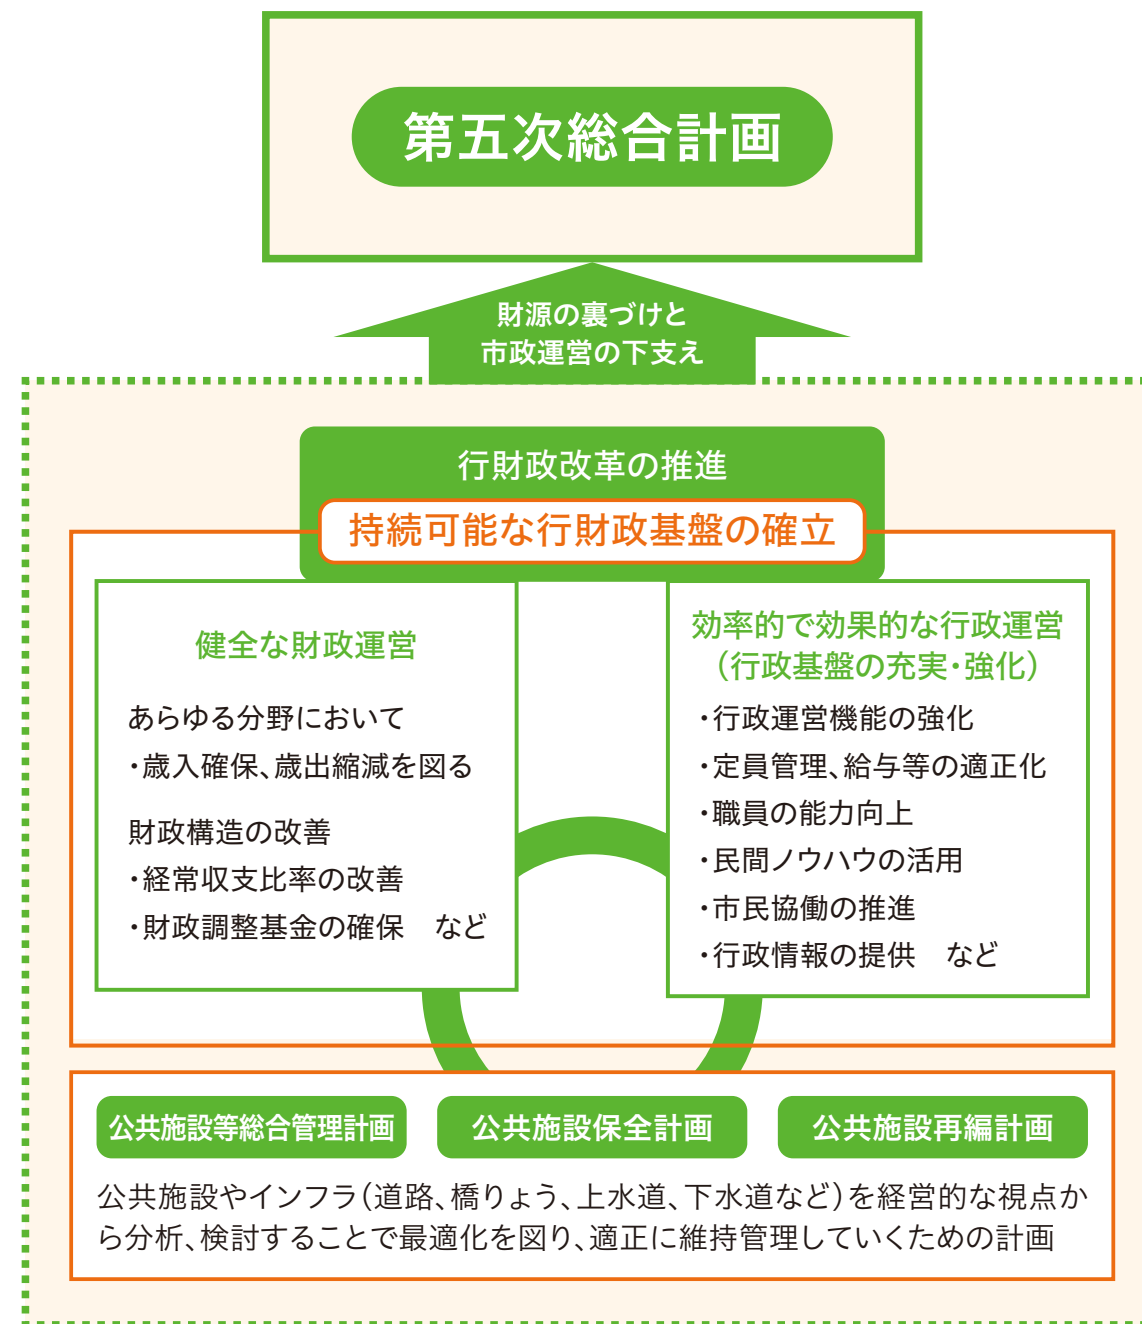 第五次総合計画
財源の裏づけと
市政運営の下支え
行財政改革の推進
持続可能な行財政基盤の確立
健全な財政運営
あらゆる分野において
・歳入確保、歳出縮減を図る
財政構造の改善
・経常収支比率の改善
・財政調整基金の確保　など
効率的で効果的な行政運営
（行政基盤の充実・強化）
・行政運営機能の強化
・定員管理、給与等の適正化
・職員の能力向上
・民間ノウハウの活用
・市民協働の推進
・行政情報の提供　など
公共施設等総合管理計画
公共施設保全計画
公共施設再編計画
公共施設やインフラ（道路、橋りょう、上水道、下水道など）を経営的な視点か
ら分析、検討することで最適化を図り、適正に維持管理していくための計画